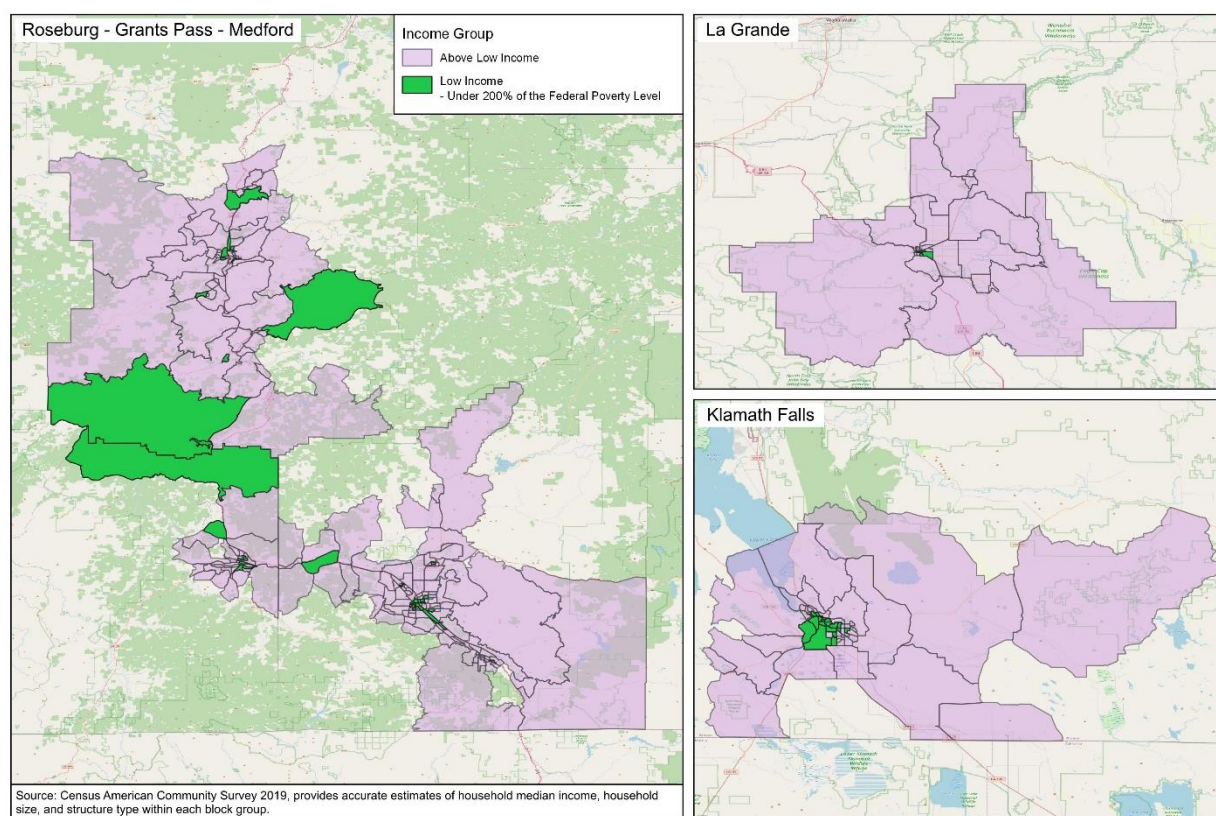 Roseburg - Grants Pass - Medford
Income Group
Above Low Income
Low Income
- Under 200% of the Federal Poverty Level
La Grande
Klamath Falls
Source: Census American Community Survey 2019, provides accurate estimates of household median income, household
size, and structure type within each block group.